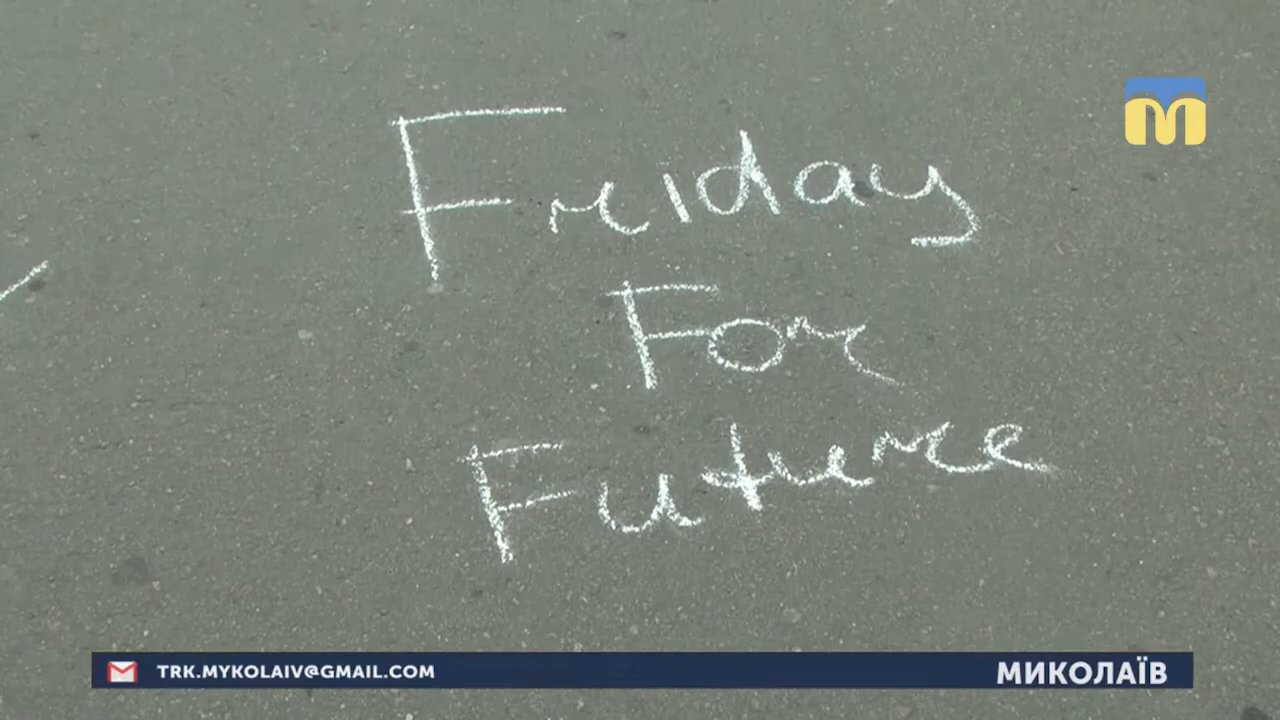 Friday
For
Future
TRK.MYKOLAIV@GMAIL.COM
МИКОЛАЇВ